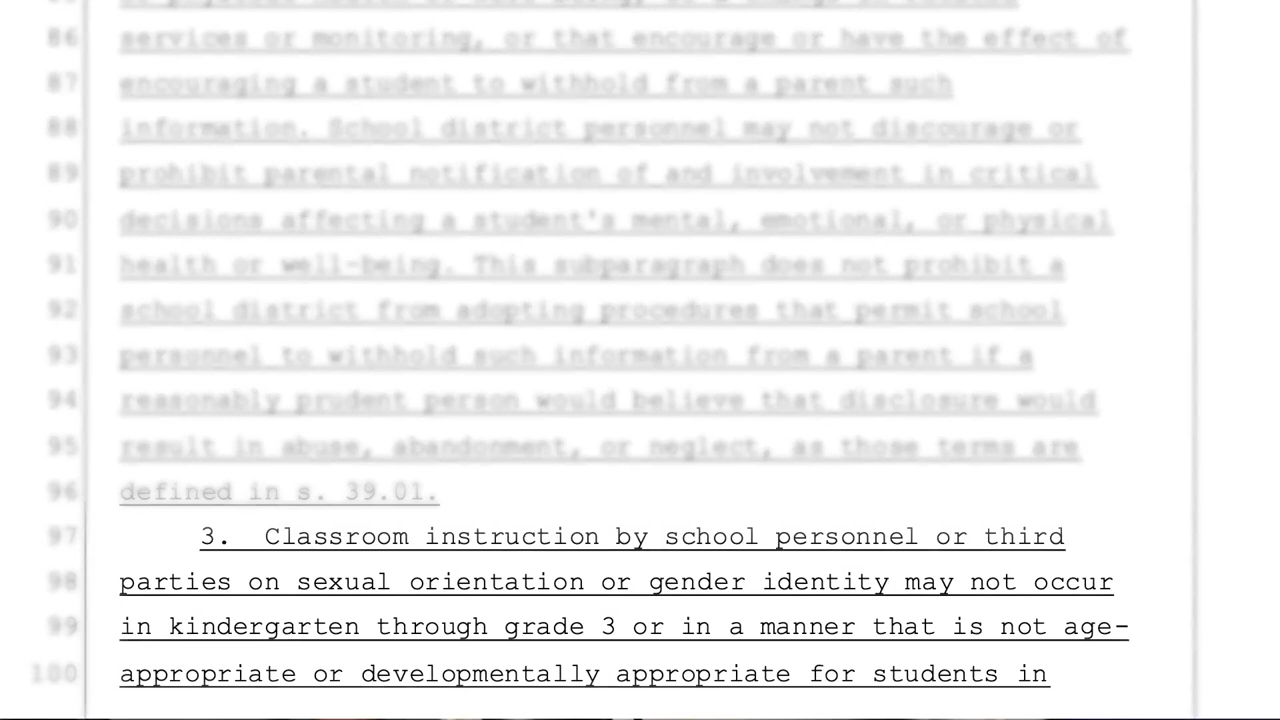 86 services or monitoring, or that encourage or have the effect of
87 encouraging a student to withhold from a parent such
88 information. School district personnel may not discourage or
89 prohibit parental notification of and involvement in critical
90 decisions affecting a student's mental, emotional, or physical
91 health or well-being. This subparagraph does not prohibit a
92 school district from adopting procedures that permit school
93 personnel to withhold such information from a parent if a
94 reasonably prudent person would believe that disclosure would
95 result in abuse, abandonment, or neglect, as those terms are
96 defined in s. 39.01.
97 3. Classroom instruction by school personnel or third
98 parties on sexual orientation or gender identity may not occur
99 in kindergarten through grade 3 or in a manner that is not age-
100 appropriate or developmentally appropriate for students in